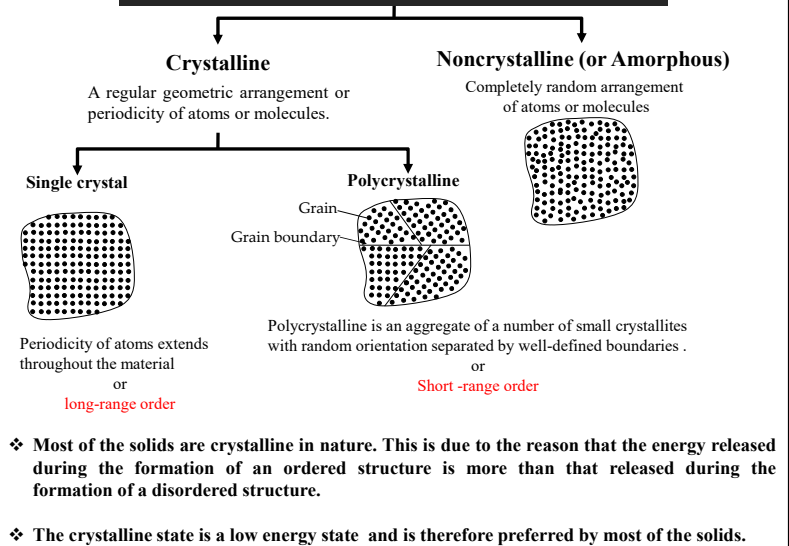 Crystalline
Noncrystalline (or Amorphous)
A regular geometric arrangement or
periodicity of atoms or molecules.
Completely random arrangement
of atoms or molecules
Single crystal
Polycrystalline
Grain
Grain boundary
Periodicity of atoms extends
throughout the material
or
long-range order
Polycrystalline is an aggregate of a number of small crystallites
with random orientation separated by well-defined boundaries .
or
Short -range order
❖ Most of the solids are crystalline in nature. This is due to the reason that the energy released
during the formation of an ordered structure is more than that released during the
formation of a disordered structure.
❖ The crystalline state is a low energy state and is therefore preferred by most of the solids.